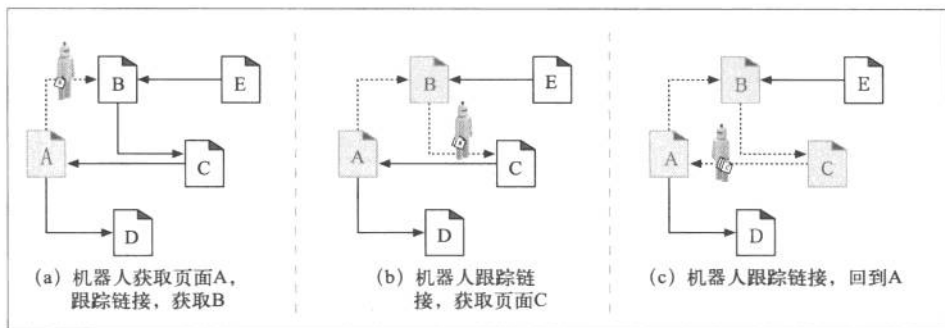 B
E
A
C
D
(a) 机器人获取页面A，
跟踪链接，获取B
B
E
A
C
D
(b) 机器人跟踪链
接，获取页面C
B
E
A
C
D
(c) 机器人跟踪链接，回到A